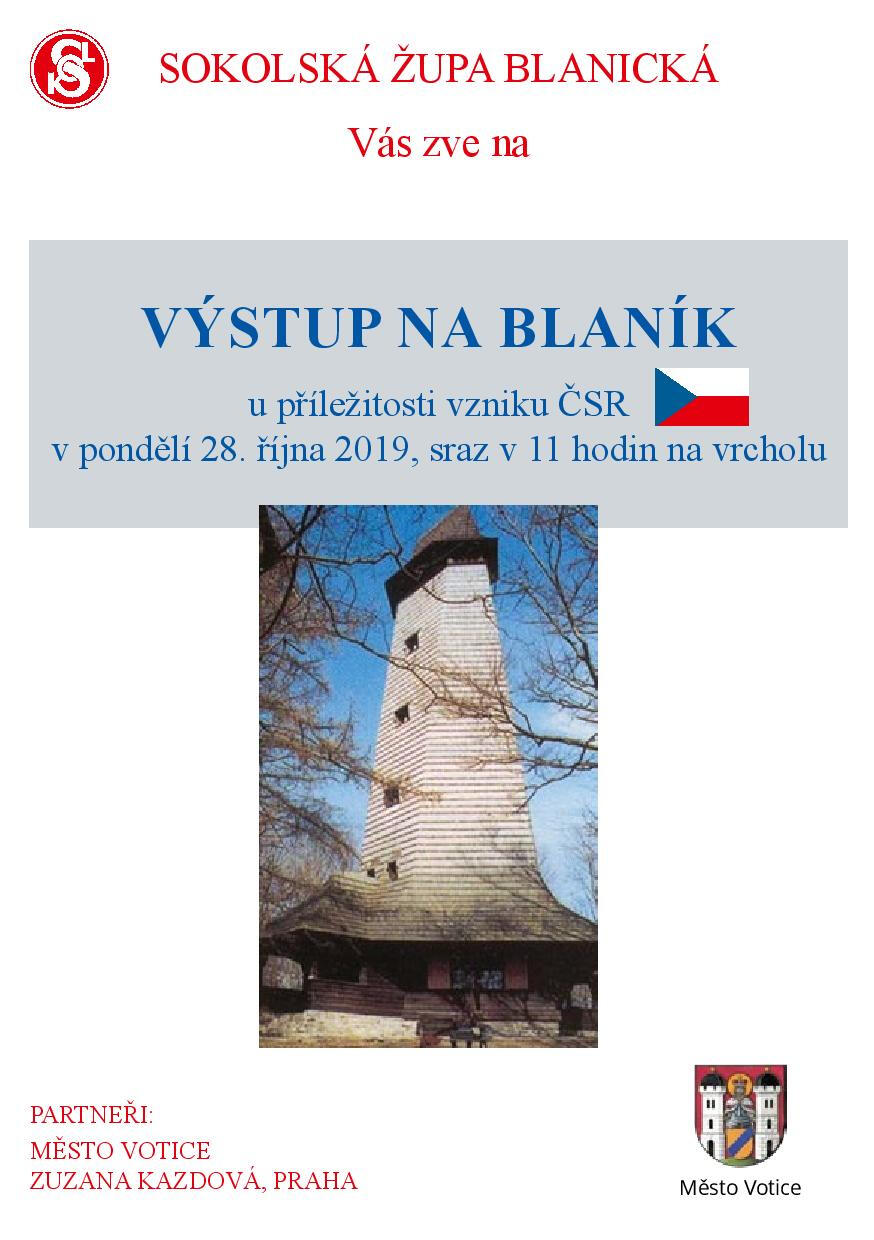 SOKOLSKÁ ŽUPA BLANICKÁ
Vás zve na
VÝSTUP NA BLANÍK
u příležitosti vzniku ČSR
v pondělí 28. října 2019, sraz v 11 hodin na vrcholu
PARTNEŘI:
MĚSTO VOTICE
ZUZANA KAZDOVÁ, PRAHA
Město Votice